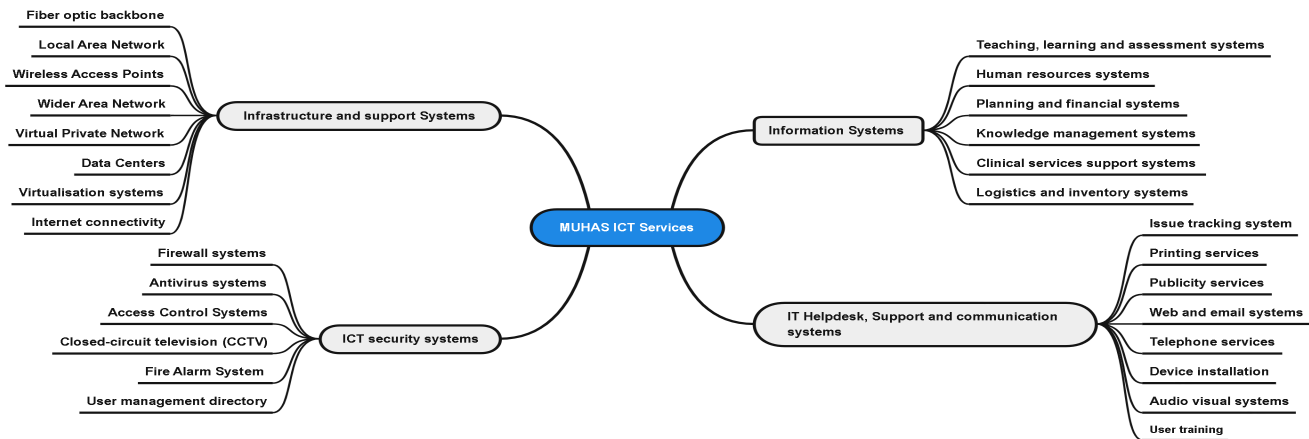 Fiber optic backbone
Local Area Network
Wireless Access Points
Wider Area Network
Virtual Private Network
Data Centers
Virtualisation systems
Internet connectivity
Infrastructure and support Systems
Firewall systems
Antivirus systems
Access Control Systems
Closed-circuit television (CCTV)
Fire Alarm System
User management directory
ICT security systems
MUHAS ICT Services
Information Systems
Teaching, learning and assessment systems
Human resources systems
Planning and financial systems
Knowledge management systems
Clinical services support systems
Logistics and inventory systems
IT Helpdesk, Support and communication
systems
Issue tracking system
Printing services
Publicity services
Web and email systems
Telephone services
Device installation
Audio visual systems
User training